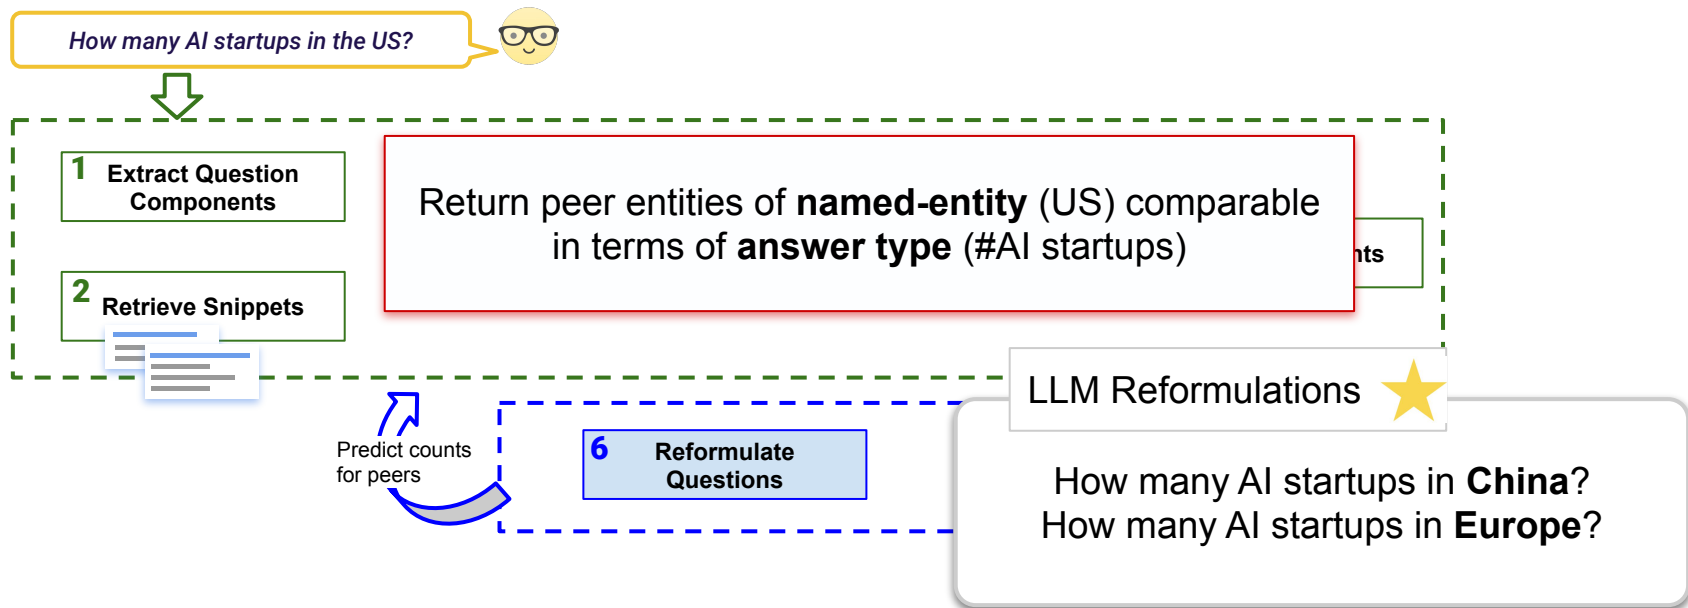 How many AI startups in the US?
1 Extract Question
Components
Return peer entities of named-entity (US) comparable
in terms of answer type (#AI startups)
2 Retrieve Snippets
LLM Reformulations
Predict counts
for peers
6 Reformulate
Questions
How many AI startups in China?
How many AI startups in Europe?